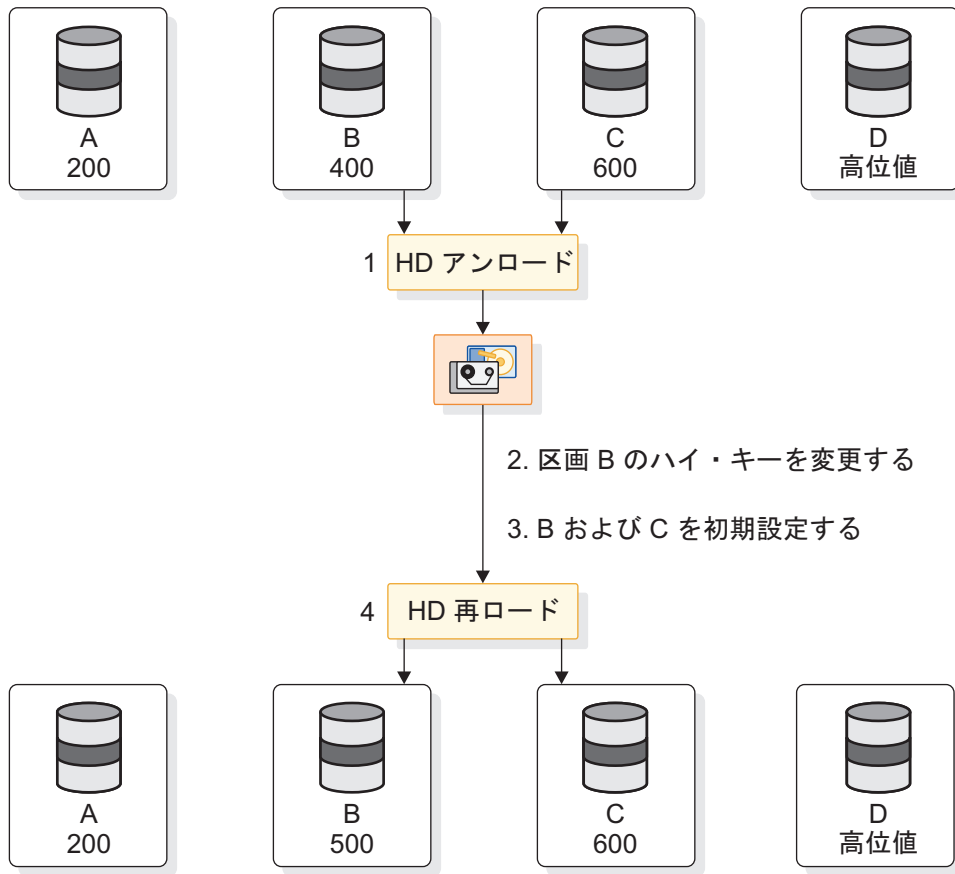 A
200
B
400
C
600
D
高位値
1 HD アンロード
2. 区画 B のハイ・キーを変更する
3. B および C を初期設定する
4 HD 再ロード
A
200
B
500
C
600
D
高位値